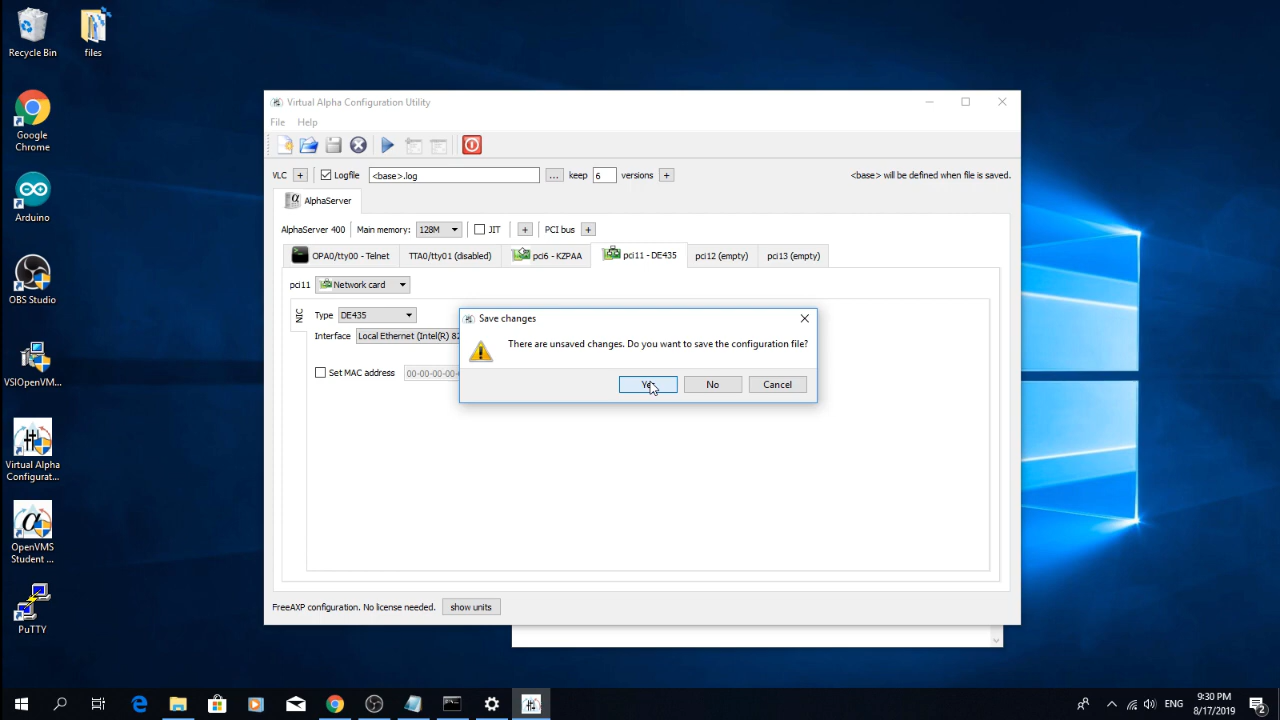 Recycle Bin
files
Google
Chrome
Arduino
OBS Studio
VSIOpenVM...
Virtual Alpha
Configurat...
OpenVMS
Student ...
PuTTY
Virtual Alpha Configuration Utility
File Help
VLC + Logfile <base>.log ... keep 6 versions + <base> will be defined when file is saved.
AlphaServer
AlphaServer 400 Main memory: 128M JIT + PCI bus +
OPA0/tty00 - Telnet TTA0/tty01 (disabled) pci6 - KZPAA pci11 - DE435 pci12 (empty) pci13 (empty)
pci11 Network card
NIC
Type DE435
Interface Local Ethernet (Intel(R) 82
Set MAC address 00-00-00-00-
Save changes
There are unsaved changes. Do you want to save the configuration file?
No Cancel
FreeAXP configuration. No license needed. show units
ENG
9:30 PM
8/17/2019
2